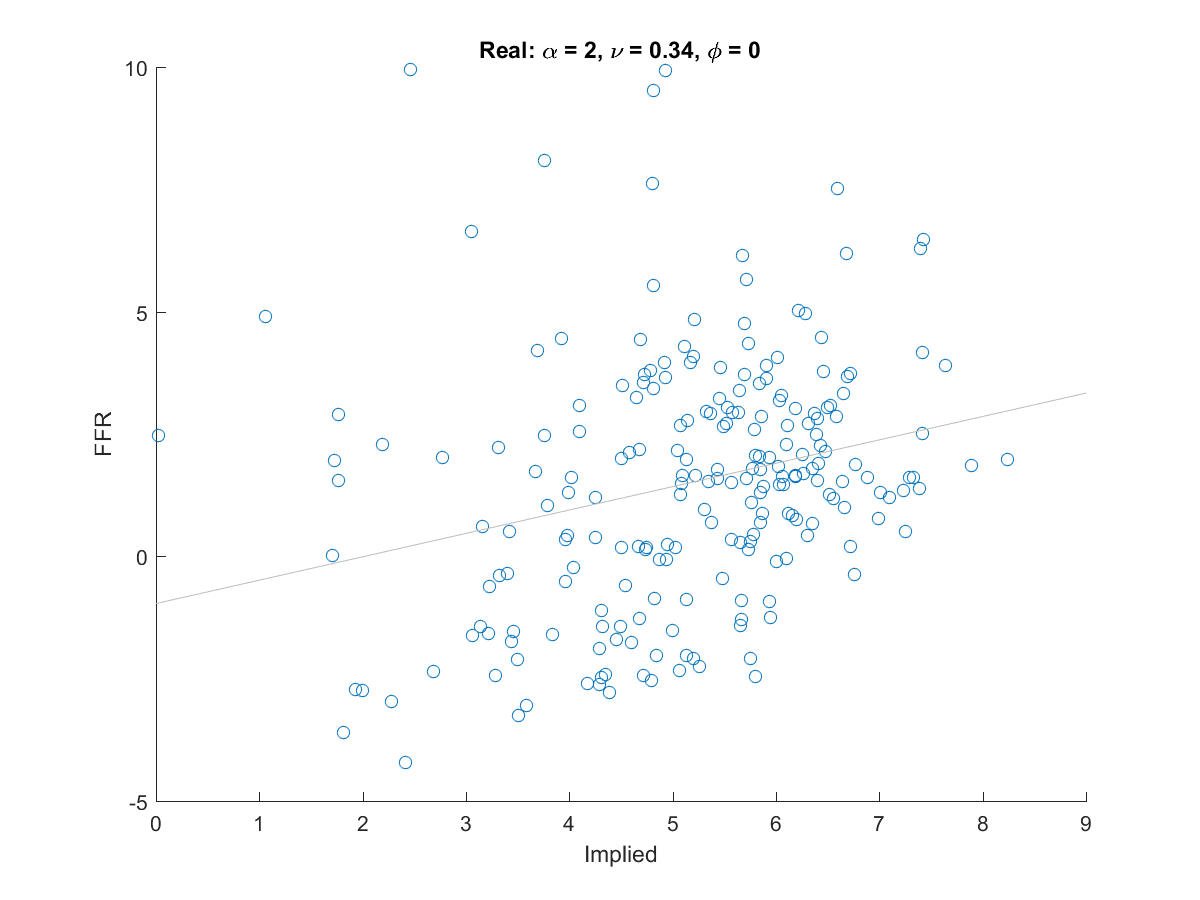 Real: α = 2, ν = 0.34, ϕ = 0
10
5
0
-5
FFR
0 1 2 3 4 5 6 7 8 9
Implied